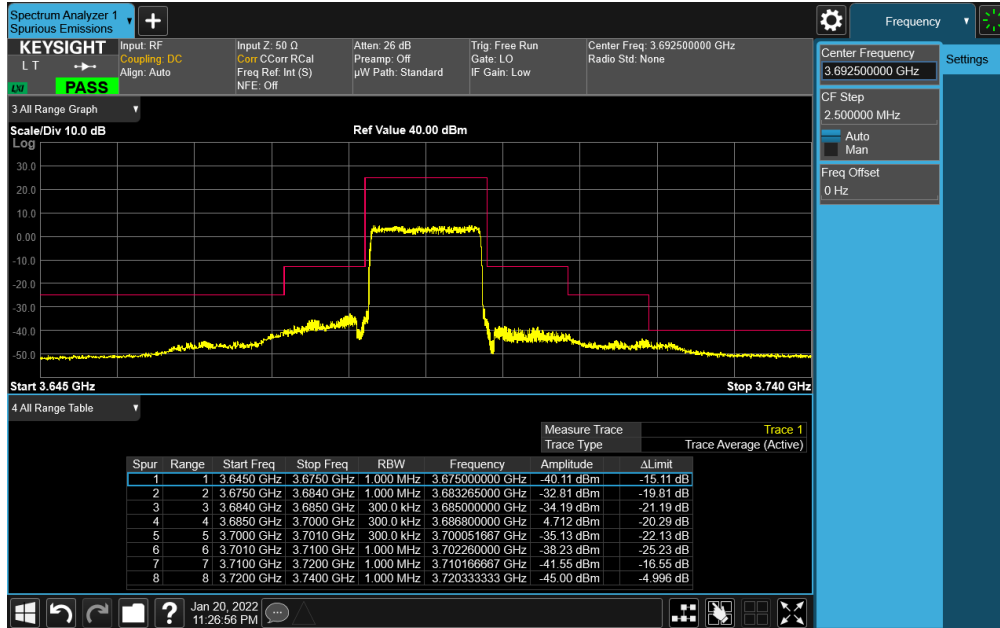 Spectrum Analyzer 1
Spurious Emissions
+
Frequency
KEYSIGHT
Input: RF
Input Z: 50 Ω
Atten: 26 dB
Trig: Free Run
Center Freq: 3.692500000 GHz
L T
Coupling: DC
Corr CCorr RCal
Preamp: Off
Gate: LO
Radio Std: None
Align: Auto
Freq Ref: Int (S)
µW Path: Standard
IF Gain: Low
LXI
PASS
NFE: Off
Center Frequency
3.692500000 GHz
Settings
CF Step
2.500000 MHz
Auto
Man
Freq Offset
0 Hz
3 All Range Graph
Scale/Div 10.0 dB
Ref Value 40.00 dBm
Log
30.0
20.0
10.0
0.00
-10.0
-20.0
-30.0
-40.0
-50.0
Start 3.645 GHz
Stop 3.740 GHz
4 All Range Table
Measure Trace Trace 1
Trace Type Trace Average (Active)
Spur Range Start Freq Stop Freq RBW Frequency Amplitude ΔLimit
1 1 3.6450 GHz 3.6750 GHz 1.000 MHz 3.675000000 GHz -40.11 dBm -15.11 dB
2 2 3.6750 GHz 3.6840 GHz 1.000 MHz 3.683265000 GHz -32.81 dBm -19.81 dB
3 3 3.6840 GHz 3.6850 GHz 300.0 kHz 3.685000000 GHz -34.19 dBm -21.19 dB
4 4 3.6850 GHz 3.7000 GHz 300.0 kHz 3.686800000 GHz 4.712 dBm -20.29 dB
5 5 3.7000 GHz 3.7010 GHz 300.0 kHz 3.700051667 GHz -35.13 dBm -22.13 dB
6 6 3.7010 GHz 3.7100 GHz 1.000 MHz 3.702260000 GHz -38.23 dBm -25.23 dB
7 7 3.7100 GHz 3.7200 GHz 1.000 MHz 3.710166667 GHz -41.55 dBm -16.55 dB
8 8 3.7200 GHz 3.7400 GHz 1.000 MHz 3.720333333 GHz -45.00 dBm -4.996 dB
?
Jan 20, 2022
11:26:56 PM